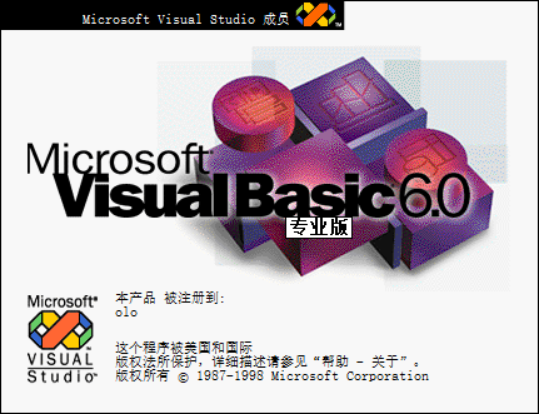 Microsoft Visual Studio 成员
Microsoft
Visual Basic 6.0
专业版
Microsoft
VISUAL
Studio
本产品 被注册到:
olo
这个程序被美国和国际
版权法所保护，详细描述请参见“帮助 - 关于”。
版权所有 © 1987-1998 Microsoft Corporation